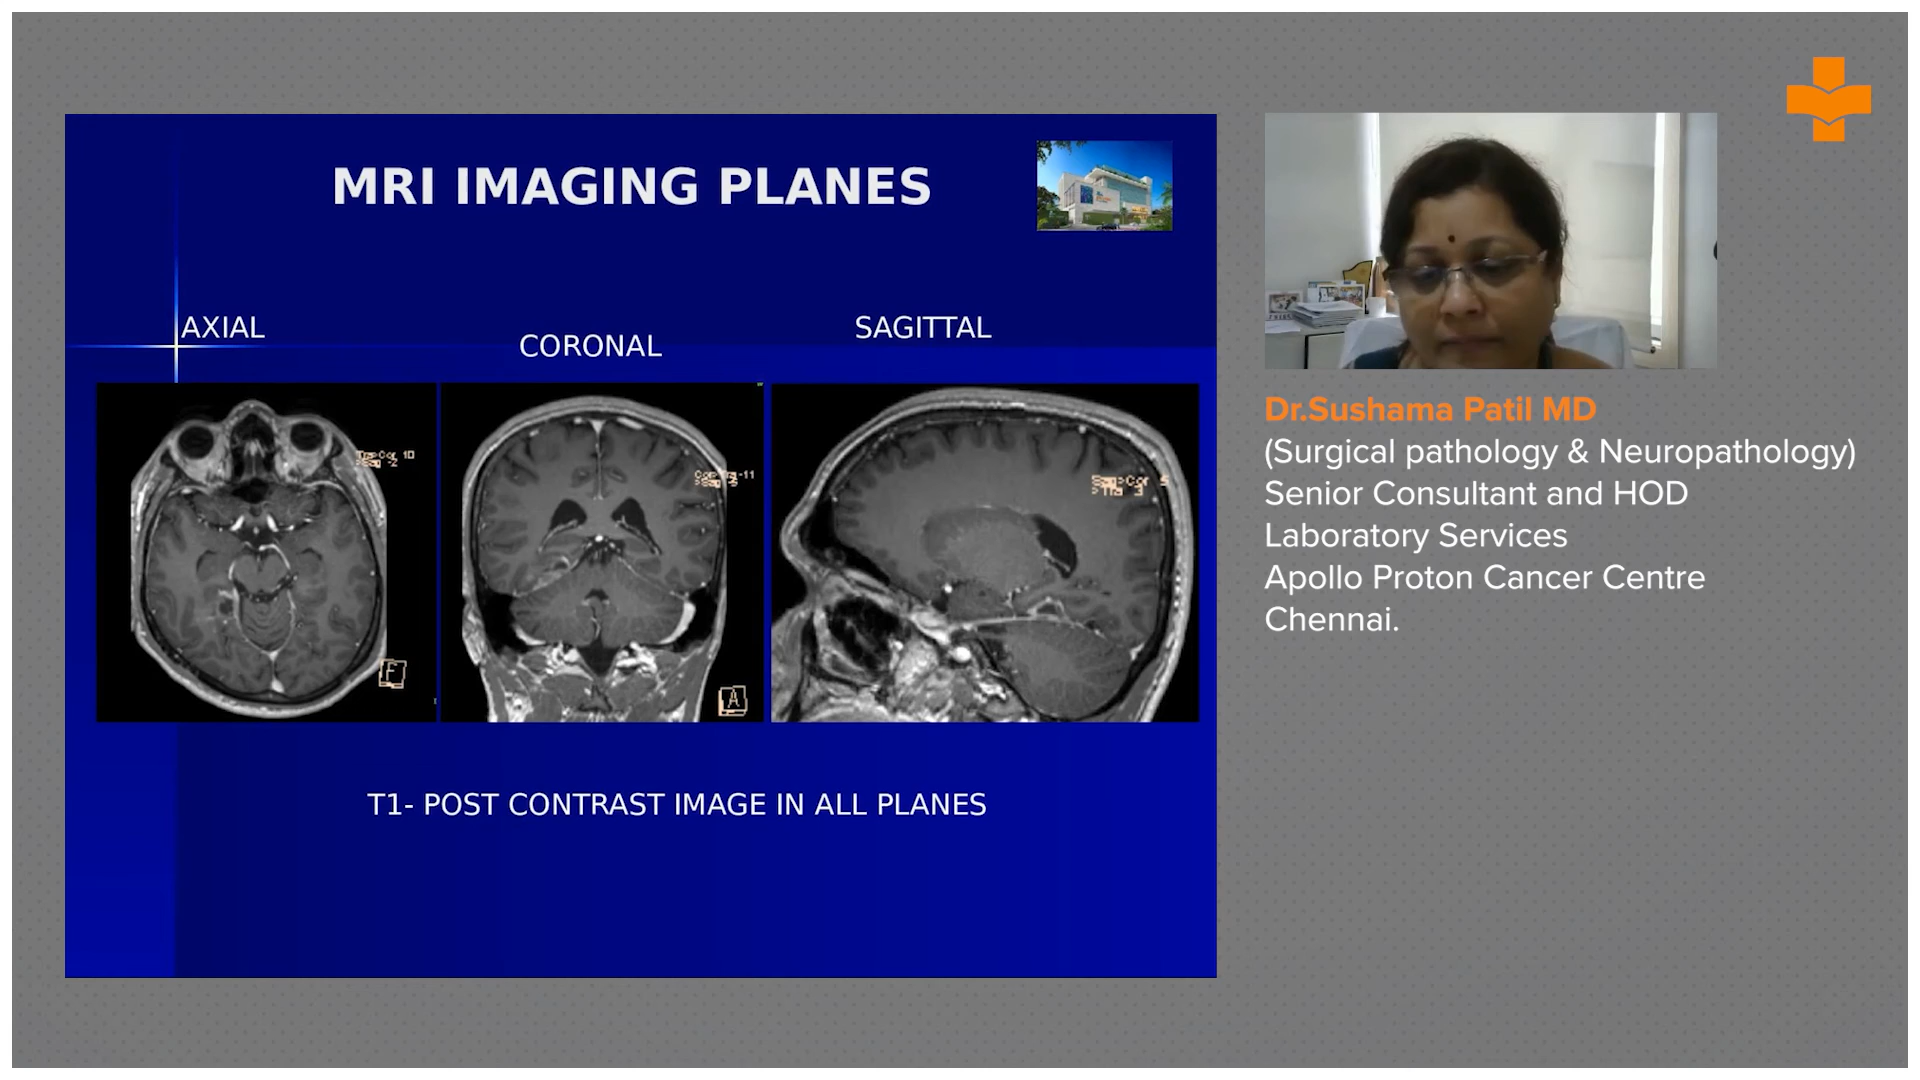 MRI IMAGING PLANES
AXIAL
CORONAL
SAGITTAL
F
A
T1- POST CONTRAST IMAGE IN ALL PLANES
Dr.Sushama Patil MD
(Surgical pathology & Neuropathology)
Senior Consultant and HOD
Laboratory Services
Apollo Proton Cancer Centre
Chennai.